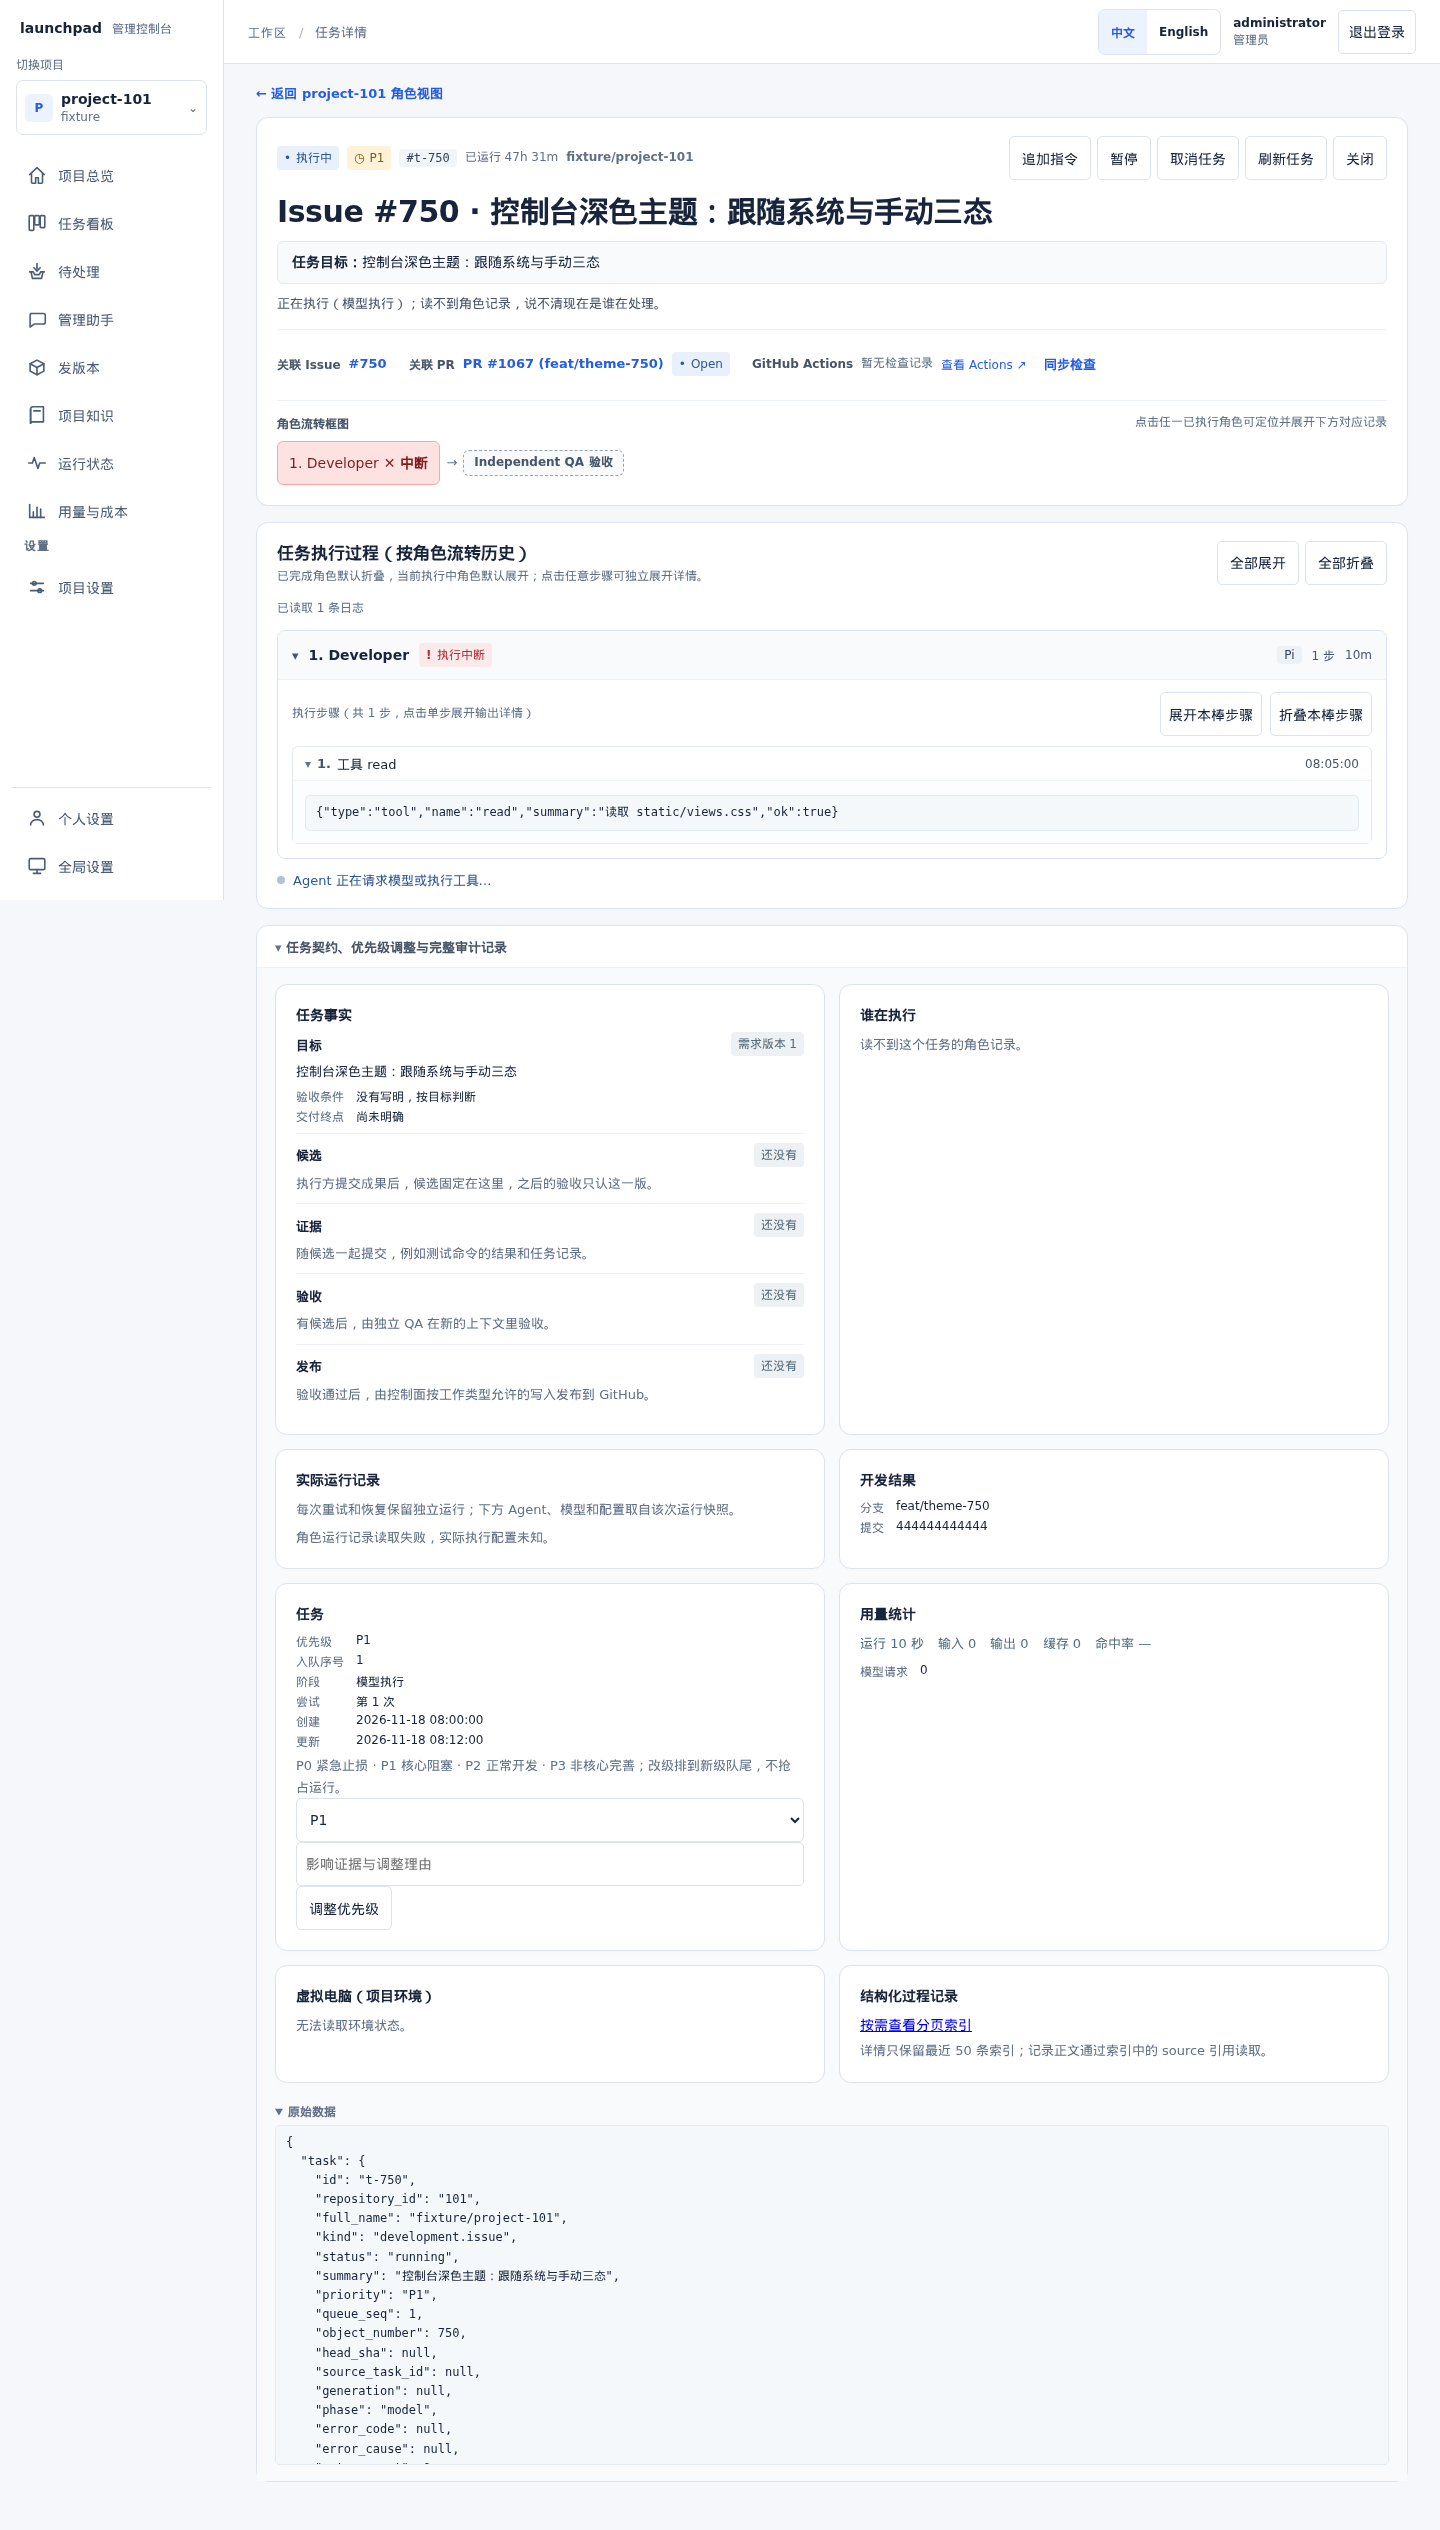 launchpad 管理控制台
切换项目
P project-101
fixture
项目总览
任务看板
待处理
管理助手
发版本
项目知识
运行状态
用量与成本
设置
项目设置
个人设置
全局设置
工作区 / 任务详情
中文 English
administrator
管理员
退出登录
← 返回 project-101 角色视图
• 执行中 ◷ P1 #t-750 已运行 47h 31m fixture/project-101
追加指令 暂停 取消任务 刷新任务 关闭
Issue #750 · 控制台深色主题：跟随系统与手动三态
任务目标：控制台深色主题：跟随系统与手动三态
正在执行（模型执行）；读不到角色记录，说不清现在是谁在处理。
关联 Issue #750 关联 PR PR #1067 (feat/theme-750) • Open GitHub Actions 暂无检查记录 查看 Actions ↗ 同步检查
角色流转框图 点击任一已执行角色可定位并展开下方对应记录
1. Developer ✕ 中断 → Independent QA 验收
任务执行过程（按角色流转历史）
已完成角色默认折叠，当前执行中角色默认展开；点击任意步骤可独立展开详情。
全部展开 全部折叠
已读取 1 条日志
▾ 1. Developer ! 执行中断 Pi 1 步 10m
执行步骤（共 1 步，点击单步展开输出详情） 展开本棒步骤 折叠本棒步骤
▾ 1. 工具 read 08:05:00
{"type":"tool","name":"read","summary":"读取 static/views.css","ok":true}
Agent 正在请求模型或执行工具…
▾ 任务契约、优先级调整与完整审计记录
任务事实
目标 需求版本 1
控制台深色主题：跟随系统与手动三态
验收条件 没有写明，按目标判断
交付终点 尚未明确
候选 还没有
执行方提交成果后，候选固定在这里，之后的验收只认这一版。
证据 还没有
随候选一起提交，例如测试命令的结果和任务记录。
验收 还没有
有候选后，由独立 QA 在新的上下文里验收。
发布 还没有
验收通过后，由控制面按工作类型允许的写入发布到 GitHub。
谁在执行
读不到这个任务的角色记录。
实际运行记录
每次重试和恢复保留独立运行；下方 Agent、模型和配置取自该次运行快照。
角色运行记录读取失败，实际执行配置未知。
开发结果
分支 feat/theme-750
提交 444444444444
任务
优先级 P1
入队序号 1
阶段 模型执行
尝试 第 1 次
创建 2026-11-18 08:00:00
更新 2026-11-18 08:12:00
P0 紧急止损 · P1 核心阻塞 · P2 正常开发 · P3 非核心完善；改级排到新级队尾，不抢
占运行。
P1
影响证据与调整理由
调整优先级
用量统计
运行 10 秒 输入 0 输出 0 缓存 0 命中率 —
模型请求 0
虚拟电脑（项目环境）
无法读取环境状态。
结构化过程记录
按需查看分页索引
详情只保留最近 50 条索引；记录正文通过索引中的 source 引用读取。
▾ 原始数据
{
"task": {
"id": "t-750",
"repository_id": "101",
"full_name": "fixture/project-101",
"kind": "development.issue",
"status": "running",
"summary": "控制台深色主题：跟随系统与手动三态",
"priority": "P1",
"queue_seq": 1,
"object_number": 750,
"head_sha": null,
"source_task_id": null,
"generation": null,
"phase": "model",
"error_code": null,
"error_cause": null,